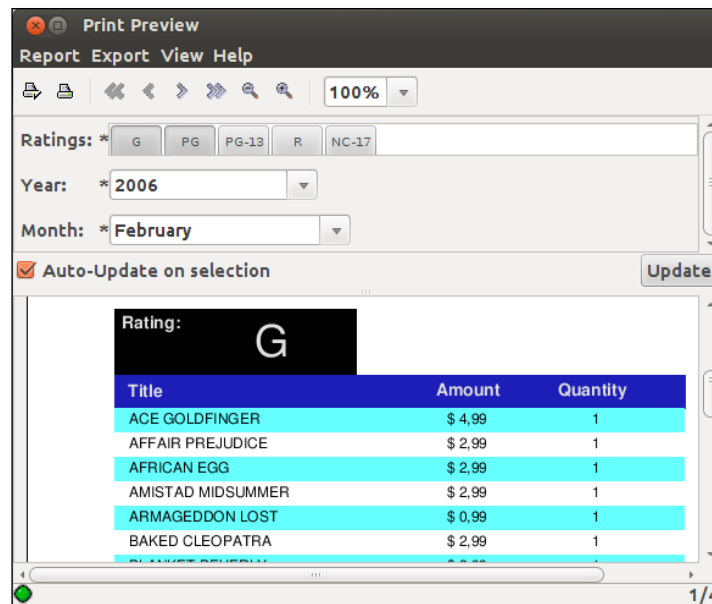 Print Preview
Report Export View Help
100%
Ratings: * G PG PG-13 R NC-17
Year: * 2006
Month: * February
Auto-Update on selection Update
Rating: G
Title Amount Quantity
ACE GOLDFINGER $ 4,99 1
AFFAIR PREJUDICE $ 2,99 1
AFRICAN EGG $ 2,99 1
AMISTAD MIDSUMMER $ 2,99 1
ARMAGEDDON LOST $ 0,99 1
BAKED CLEOPATRA $ 2,99 1
1/4